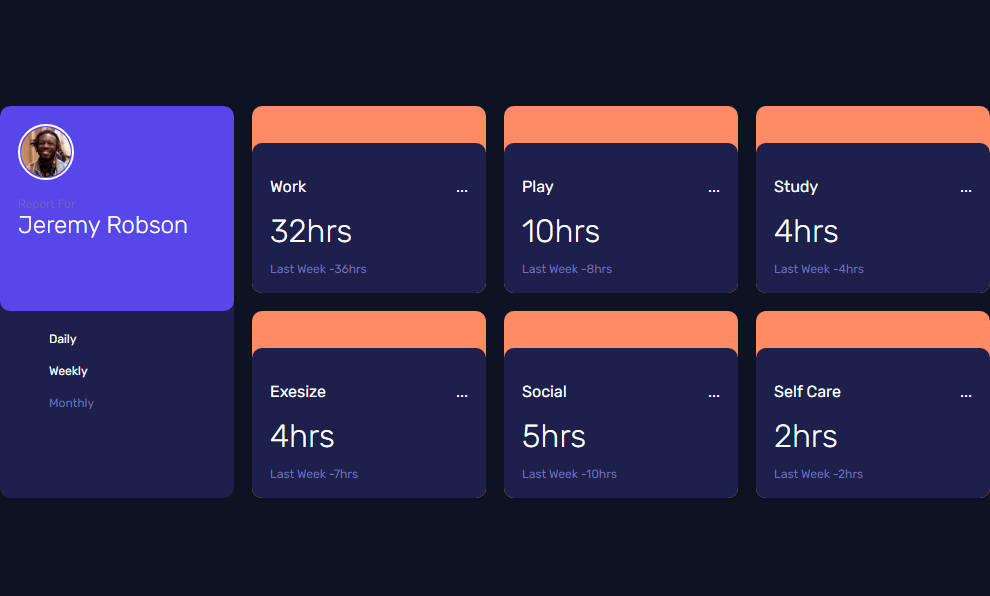 Report For
Jeremy Robson
Daily
Weekly
Monthly
Work ...
32hrs
Last Week -36hrs
Play ...
10hrs
Last Week -8hrs
Study ...
4hrs
Last Week -4hrs
Exesize ...
4hrs
Last Week -7hrs
Social ...
5hrs
Last Week -10hrs
Self Care ...
2hrs
Last Week -2hrs